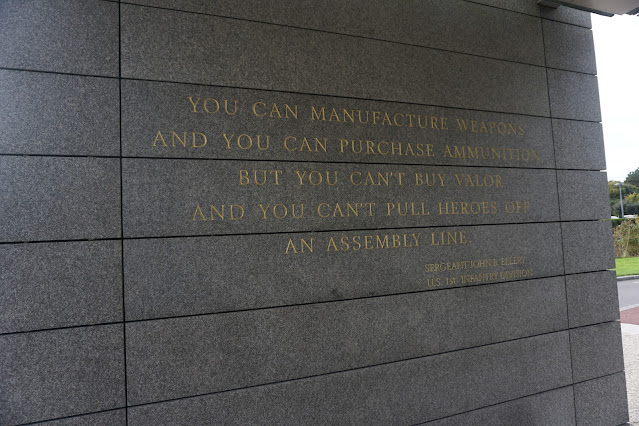 YOU CAN MANUFACTURE WEAPONS
AND YOU CAN PURCHASE AMMUNITION,
BUT YOU CAN'T BUY VALOR
AND YOU CAN'T PULL HEROES OFF
AN ASSEMBLY LINE.
SERGEANT JOHN B. ELLERY
U.S. 1st INFANTRY DIVISION